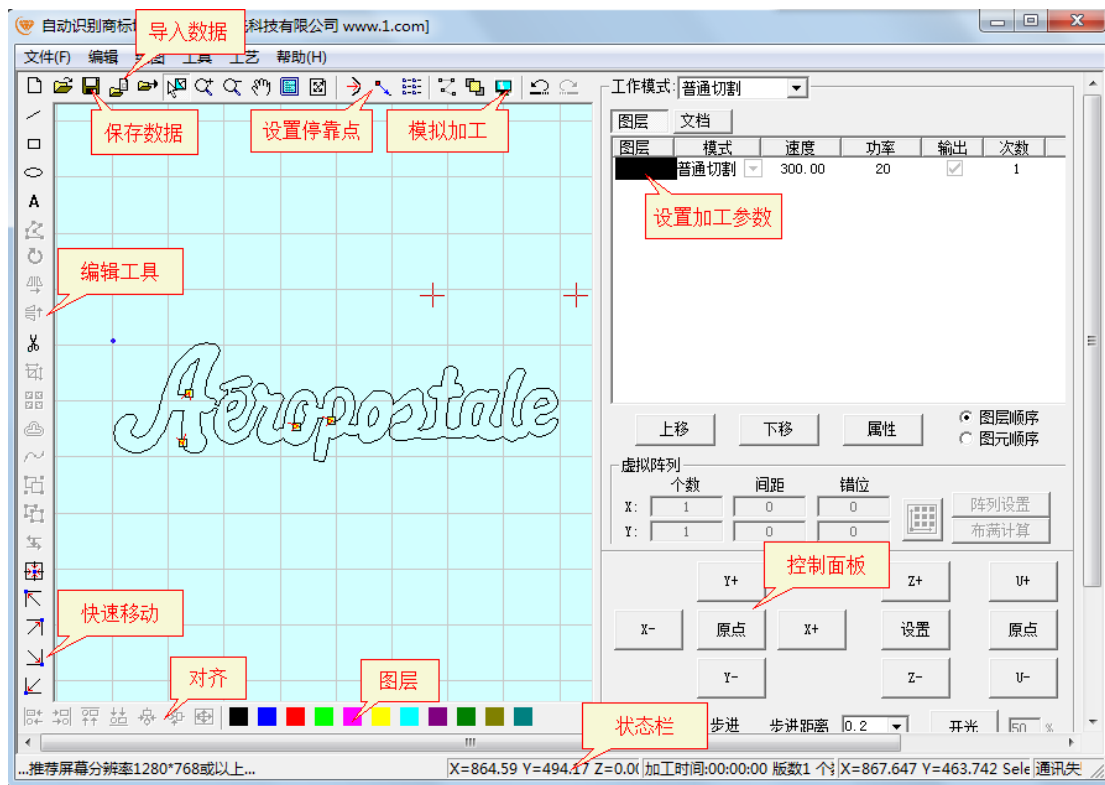 自动识别商标 科技有限公司 www.1.com]
导入数据
文件(F) 编辑 绘图 工具 工艺 帮助(H)
保存数据
设置停靠点
模拟加工
工作模式: 普通切割
图层 文档
图层 模式 速度 功率 输出 次数
普通切割 300.00 20 1
设置加工参数
A
编辑工具
Aéropostale
上移 下移 属性
图层顺序
图元顺序
虚拟阵列
个数 间距 错位
X: 1 0 0 阵列设置
Y: 1 0 0 布满计算
控制面板
Y+ Z+ U+
X- 原点 X+ 设置 原点
Y- Z- U-
快速移动
对齐
图层
状态栏
步进 步进距离 0.2 开光 50 %
...推荐屏幕分辨率1280*768或以上... X=864.59 Y=494.17 Z=0.0 加工时间:00:00:00 版数1 X=867.647 Y=463.742 Sele 通讯失